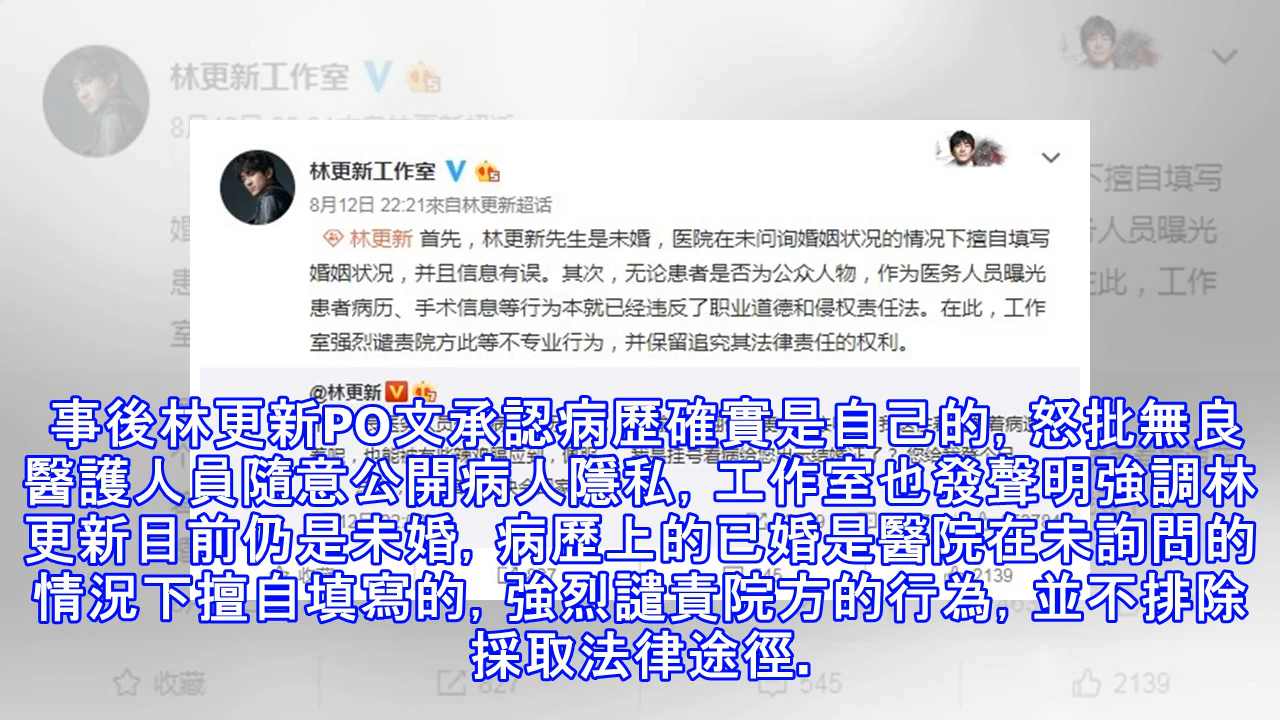 林更新工作室
林更新工作室
8月12日 22:21來自林更新超话
林更新 首先，林更新先生是未婚，医院在未问询婚姻状况的情况下擅自填写
婚姻状况，并且信息有误。其次，无论患者是否为公众人物，作为医务人员曝光
患者病历、手术信息等行为本就已经违反了职业道德和侵权责任法。在此，工作
室强烈谴责院方此等不专业行为，并保留追究其法律责任的权利。
@林更新
事後林更新PO文承認病歷確實是自己的, 怒批無良
醫護人員隨意公開病人隱私, 工作室也發聲明強調林
更新目前仍是未婚, 病歷上的已婚是醫院在未詢問的
情況下擅自填寫的, 強烈譴責院方的行為, 並不排除
採取法律途徑.
收藏
827
545
2139